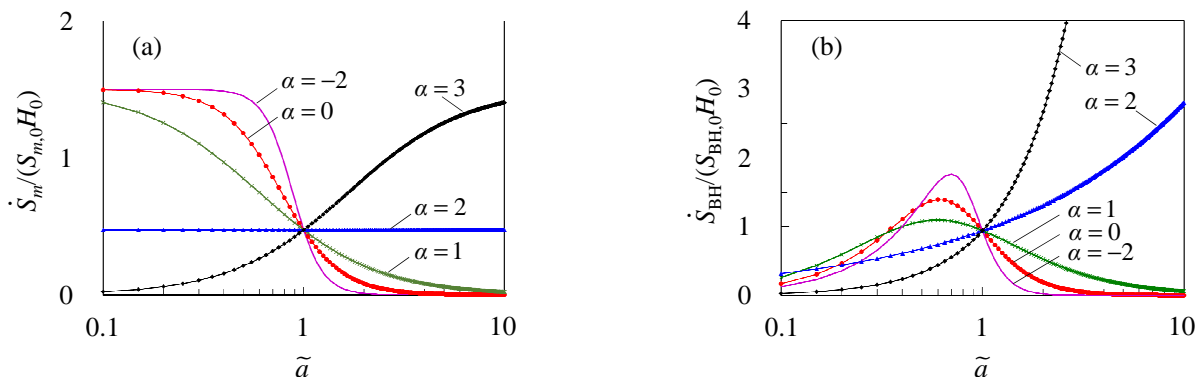 2
(a)
α = −2
α = 0
α = 3
1
α = 2
α = 1
0
0.1
1
10
ã
Ṡm/(Sm,0H0)
4
(b)
α = 3
α = 2
3
2
1
α = 1
α = 0
α = −2
0
0.1
1
10
ã
ṠBH/(SBH,0H0)